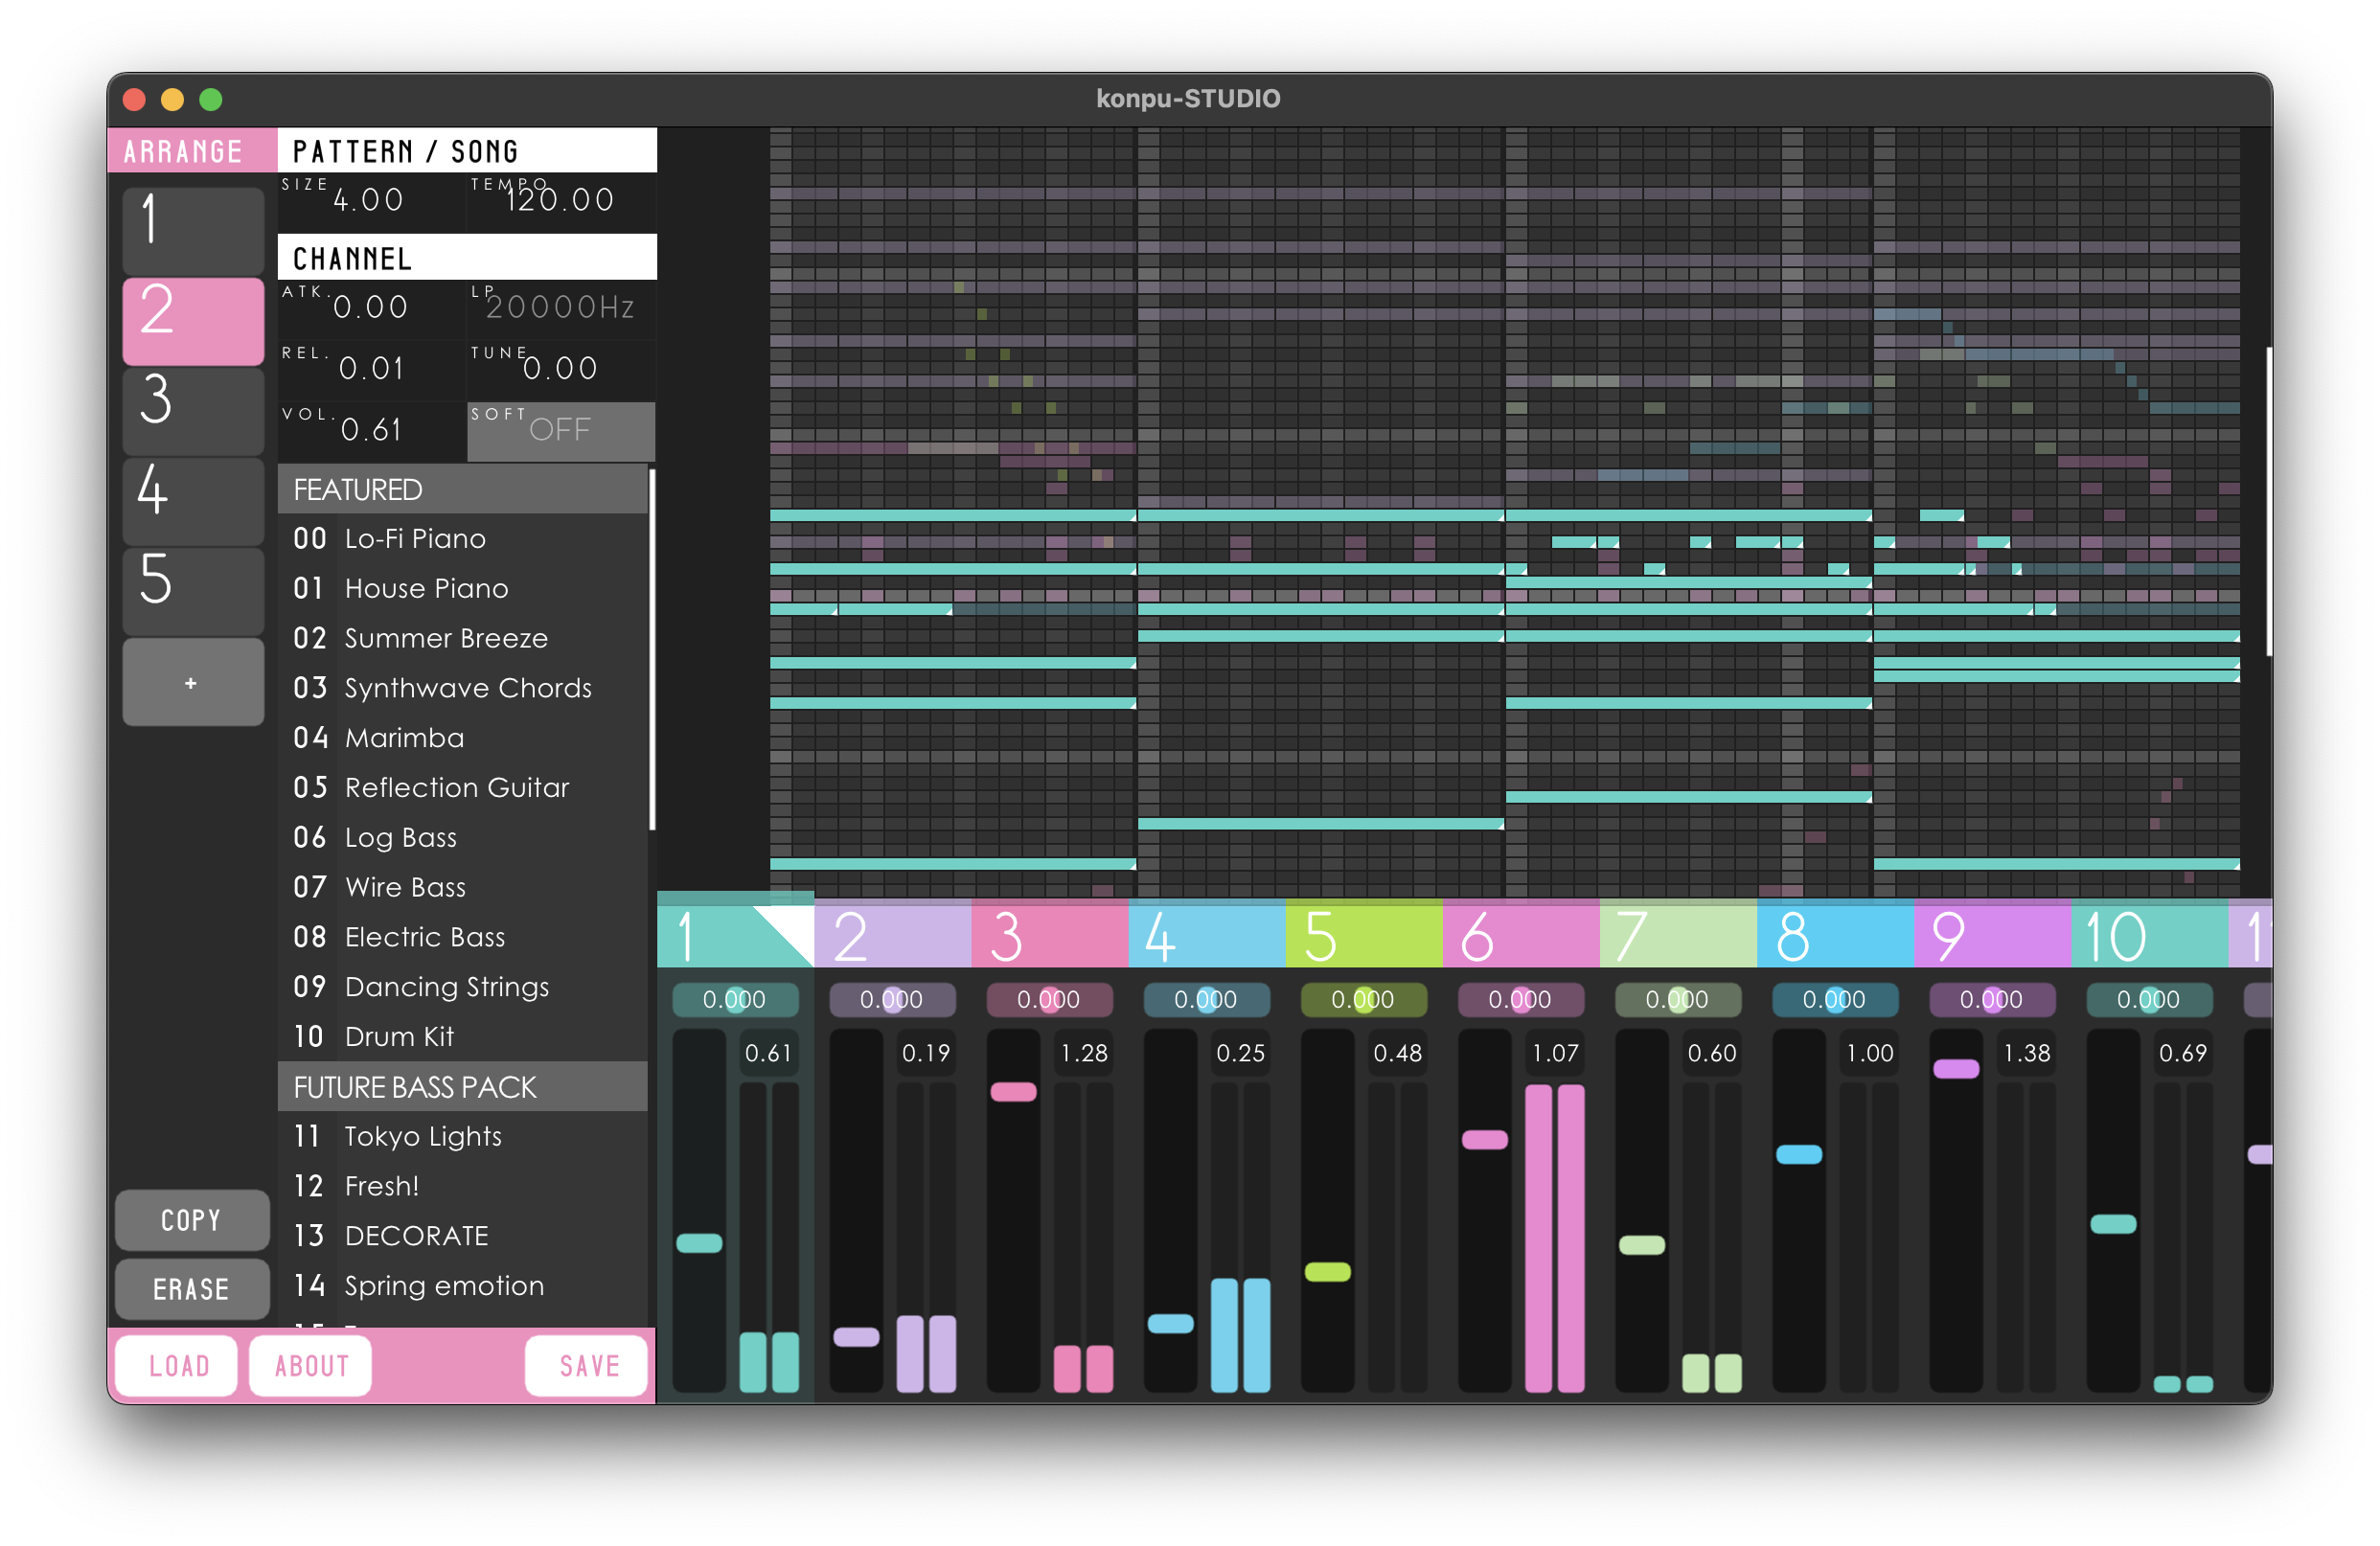 konpu-STUDIO
ARRANGE
1
2
3
4
5
+
COPY
ERASE
LOAD
ABOUT
SAVE
PATTERN / SONG
SIZE 4.00
TEMPO 120.00
CHANNEL
ATK. 0.00
LP 20000Hz
REL. 0.01
TUNE 0.00
VOL. 0.61
SOFT OFF
FEATURED
00 Lo-Fi Piano
01 House Piano
02 Summer Breeze
03 Synthwave Chords
04 Marimba
05 Reflection Guitar
06 Log Bass
07 Wire Bass
08 Electric Bass
09 Dancing Strings
10 Drum Kit
FUTURE BASS PACK
11 Tokyo Lights
12 Fresh!
13 DECORATE
14 Spring emotion
1 2 3 4 5 6 7 8 9 10
0.000 0.000 0.000 0.000 0.000 0.000 0.000 0.000 0.000 0.000
0.61 0.19 1.28 0.25 0.48 1.07 0.60 1.00 1.38 0.69